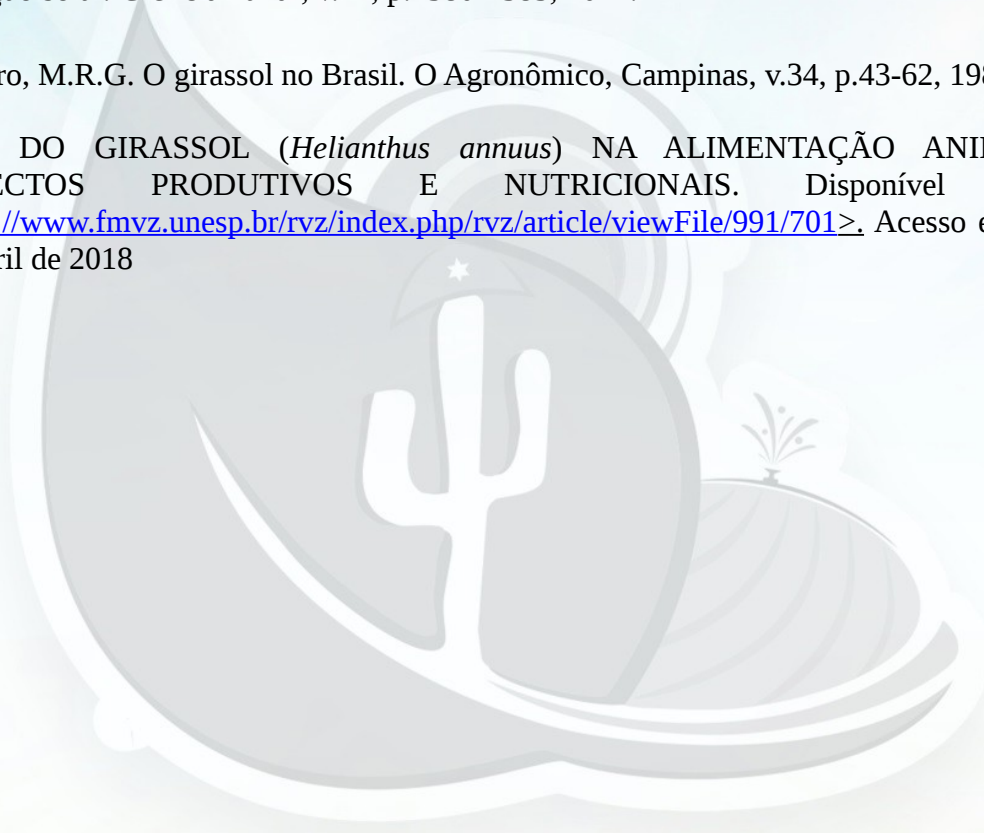 ro, M.R.G. O girassol no Brasil. O Agronômico, Campinas, v.34, p.43-62, 198
DO GIRASSOL (Helianthus annuus) NA ALIMENTAÇÃO ANI
ECTOS PRODUTIVOS E NUTRICIONAIS. Disponível
//www.fmvz.unesp.br/rvz/index.php/rvz/article/viewFile/991/701>. Acesso e
ril de 2018